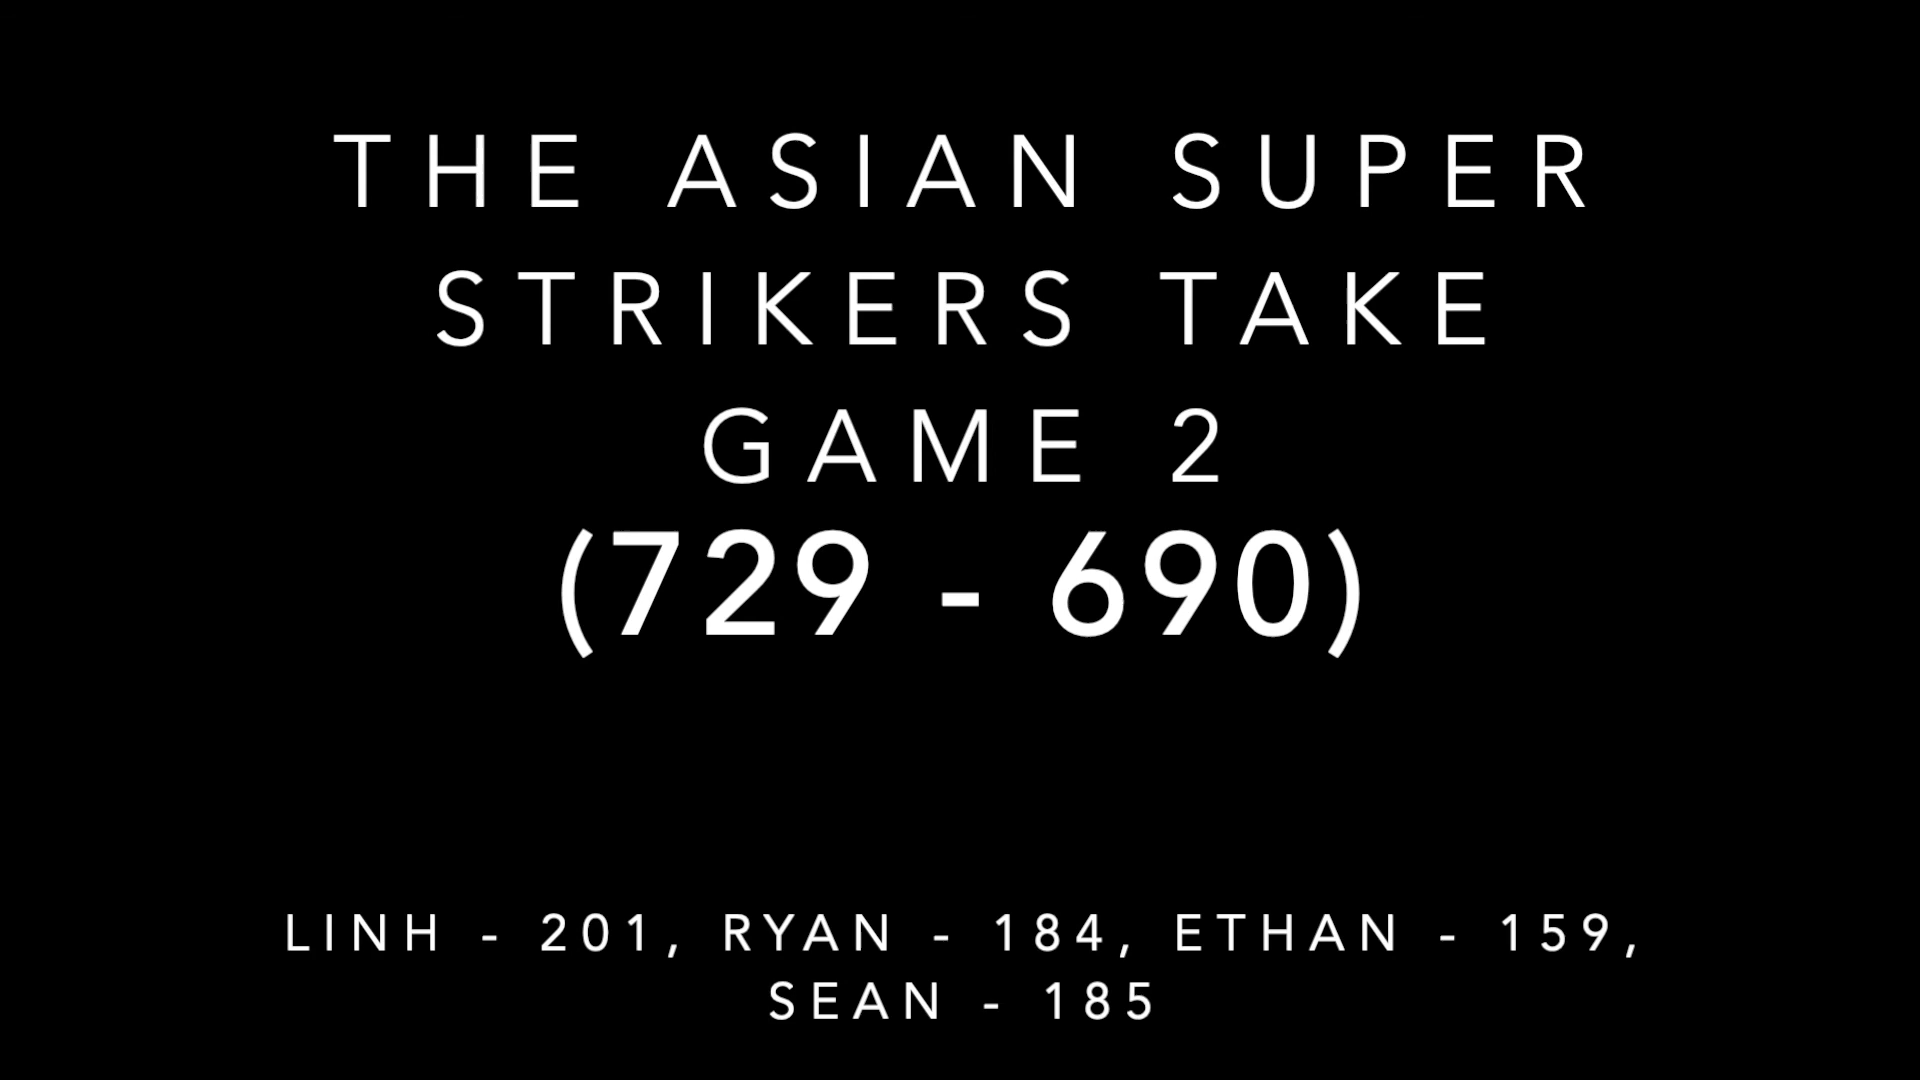 THE ASIAN SUPER
STRIKERS TAKE
GAME 2
(729 - 690)
LINH - 201, RYAN - 184, ETHAN - 159,
SEAN - 185